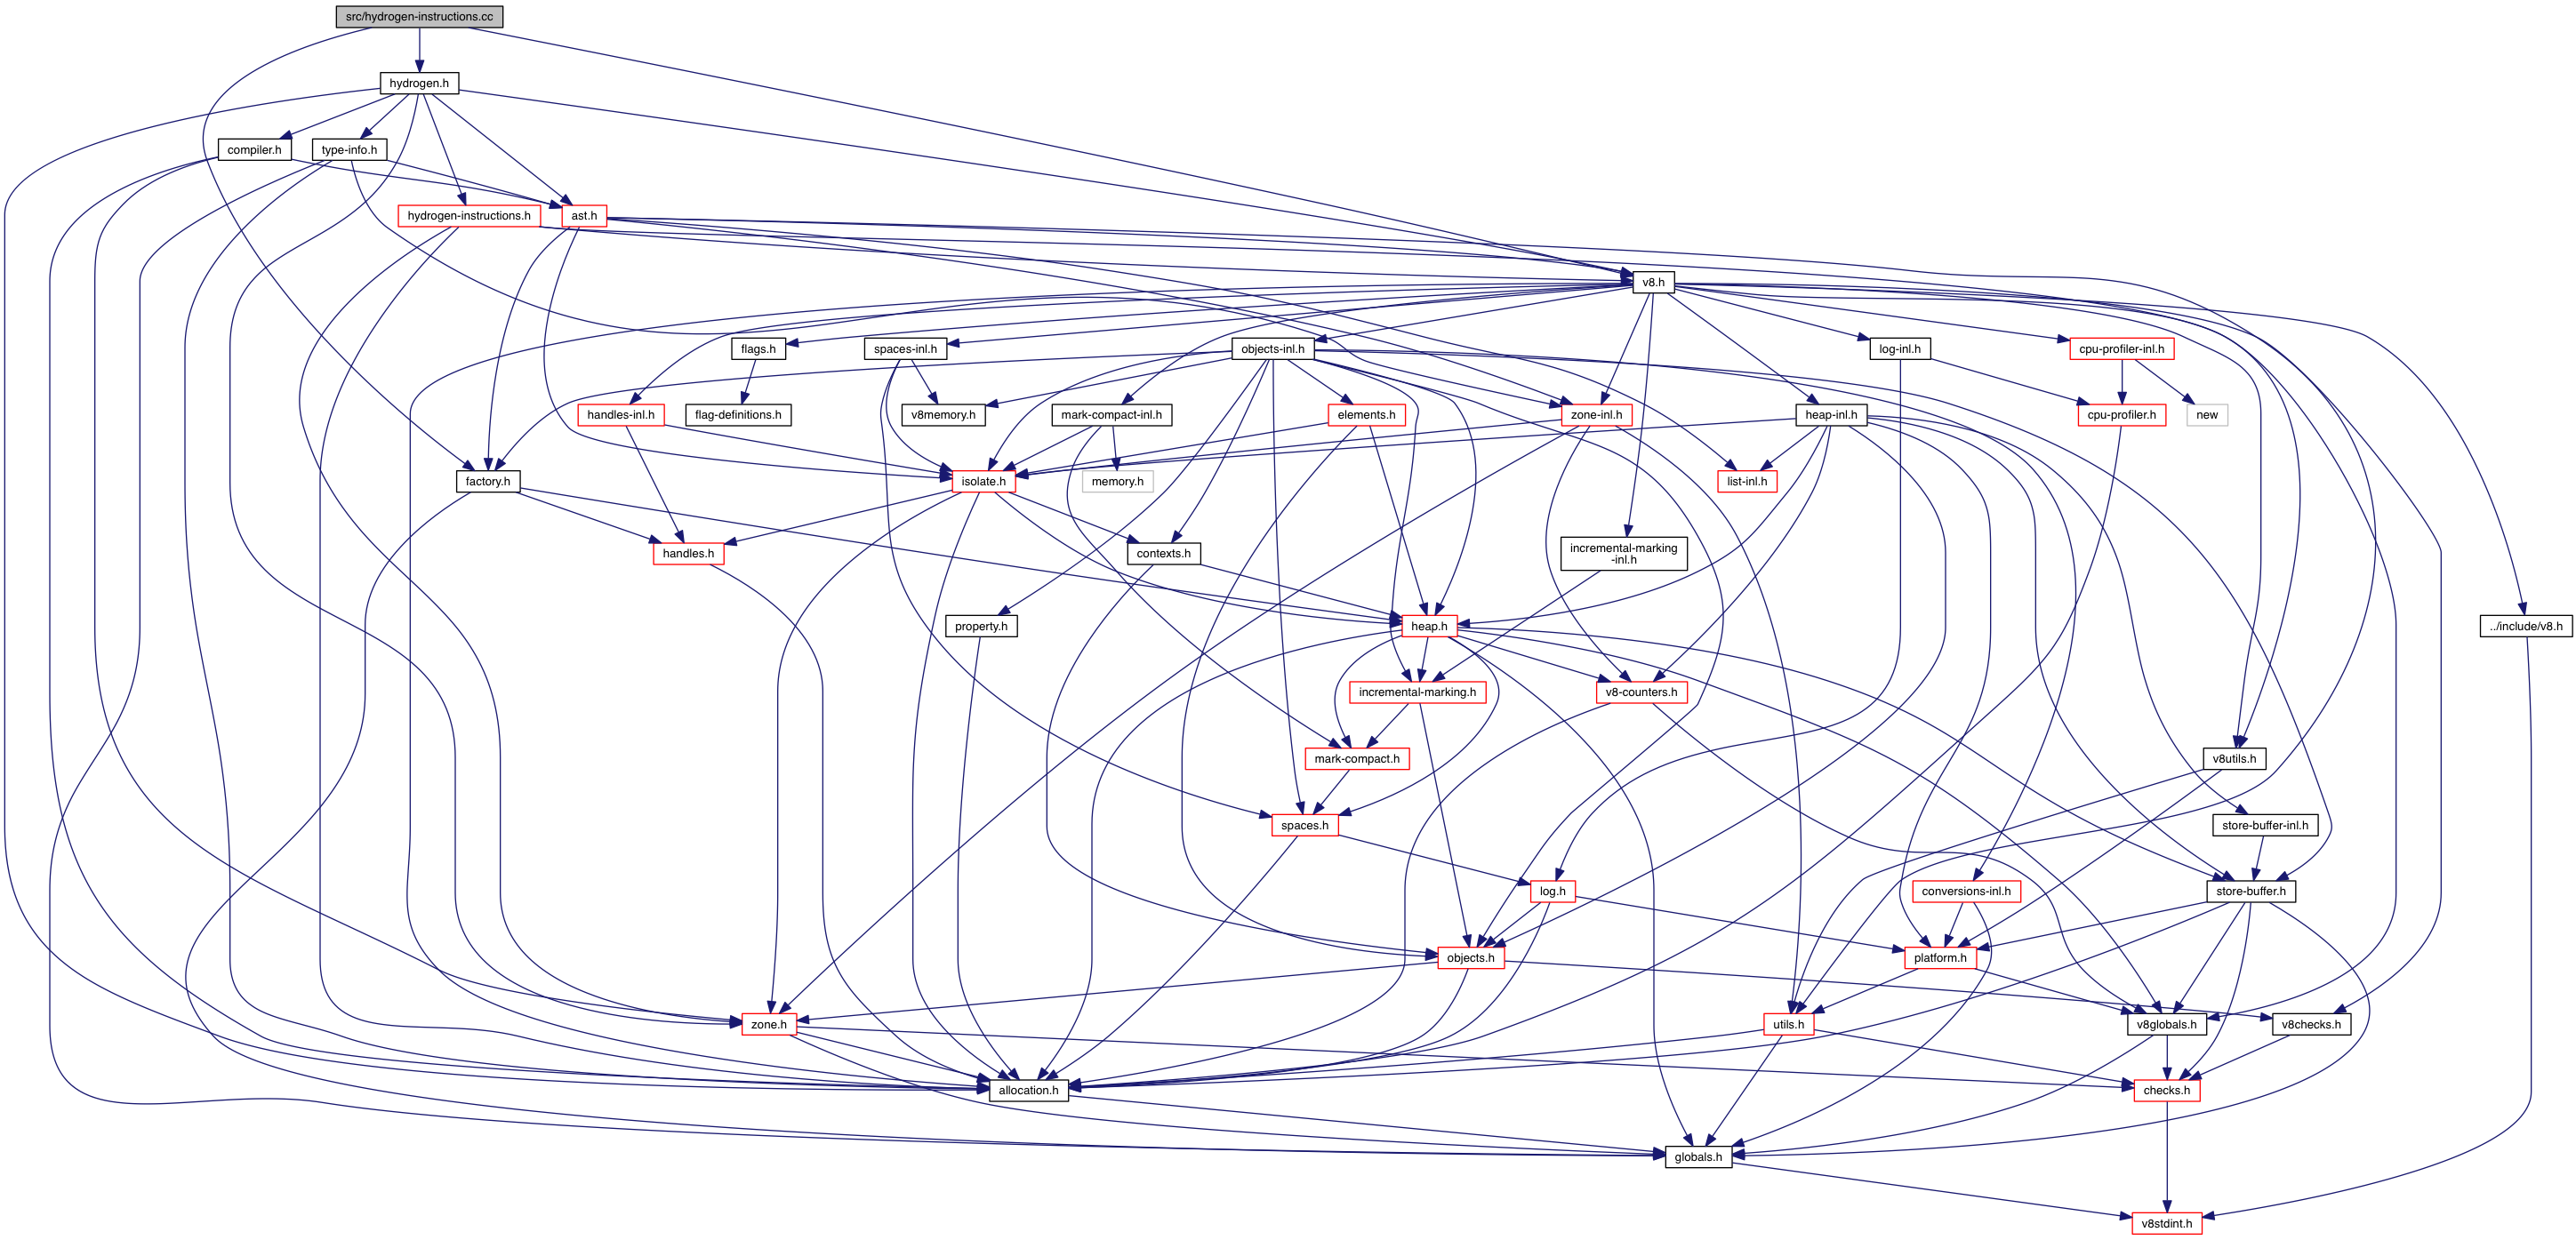 src/hydrogen-instructions.cc
hydrogen.h
compiler.h
type-info.h
hydrogen-instructions.h
ast.h
v8.h
flags.h
spaces-inl.h
objects-inl.h
log-inl.h
cpu-profiler-inl.h
handles-inl.h
flag-definitions.h
v8memory.h
mark-compact-inl.h
elements.h
zone-inl.h
heap-inl.h
cpu-profiler.h
new
factory.h
isolate.h
memory.h
list-inl.h
handles.h
contexts.h
incremental-marking
-inl.h
property.h
heap.h
../include/v8.h
incremental-marking.h
v8-counters.h
mark-compact.h
v8utils.h
spaces.h
store-buffer-inl.h
log.h
conversions-inl.h
store-buffer.h
objects.h
platform.h
zone.h
utils.h
v8globals.h
v8checks.h
allocation.h
checks.h
globals.h
v8stdint.h